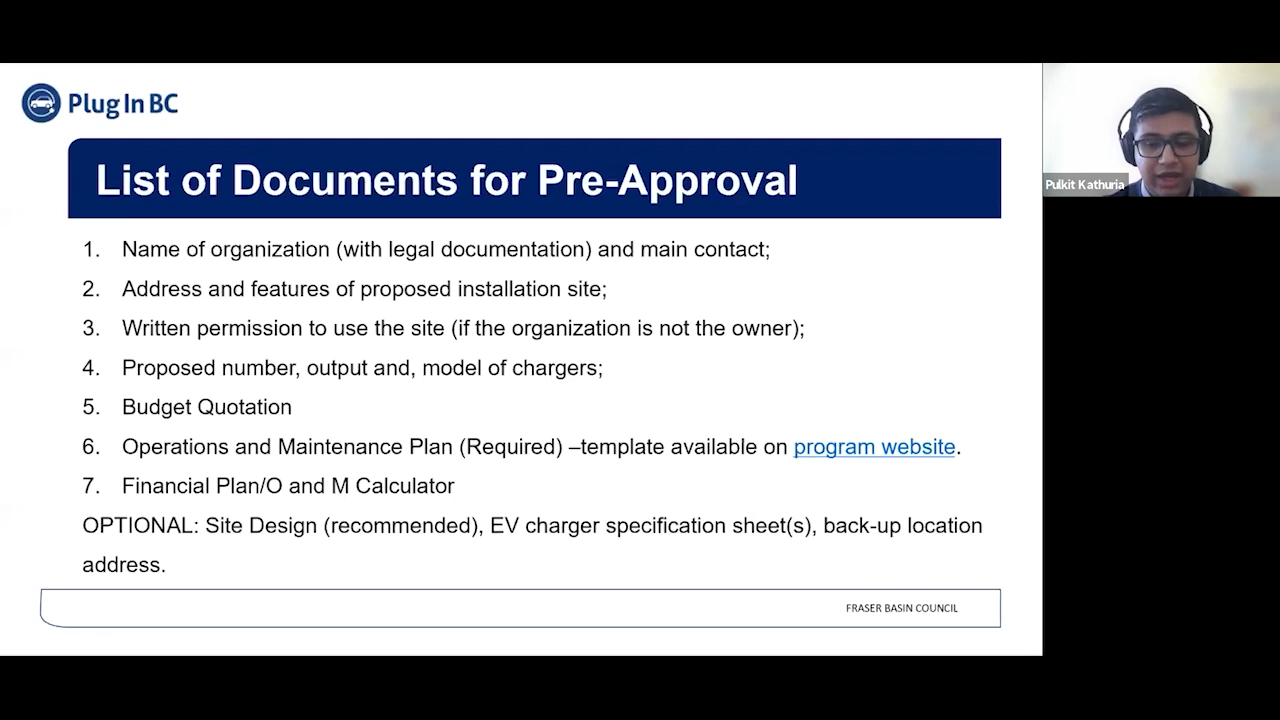 Plug In BC
List of Documents for Pre-Approval
1. Name of organization (with legal documentation) and main contact;
2. Address and features of proposed installation site;
3. Written permission to use the site (if the organization is not the owner);
4. Proposed number, output and, model of chargers;
5. Budget Quotation
6. Operations and Maintenance Plan (Required) –template available on program website.
7. Financial Plan/O and M Calculator
OPTIONAL: Site Design (recommended), EV charger specification sheet(s), back-up location
address.
FRASER BASIN COUNCIL
Pulkit Kathuria